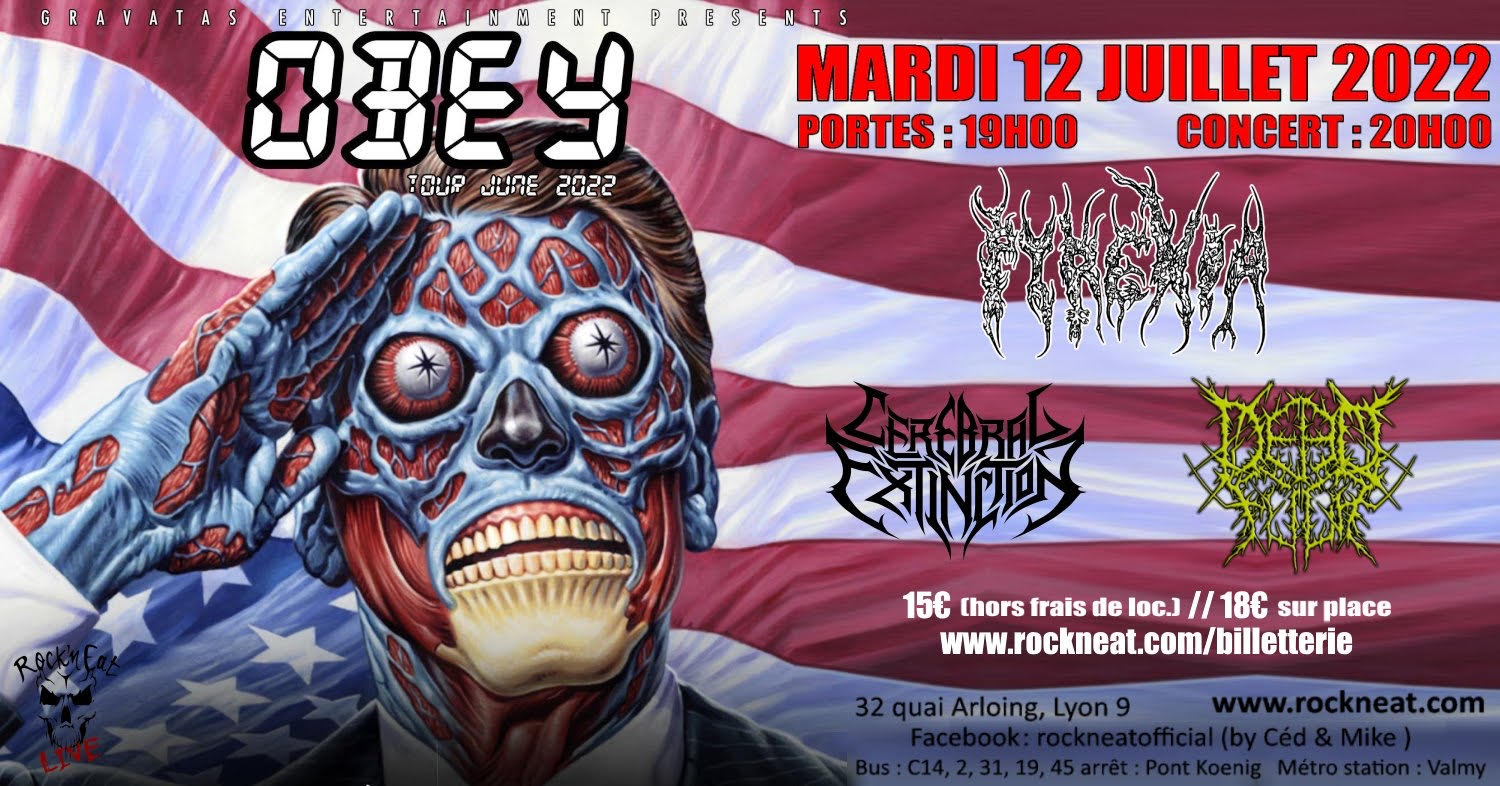 GRAVATAS ENTERTAINMENT PRESENTS
OBEY
TOUR JUNE 2022
MARDI 12 JUILLET 2022
PORTES : 19H00 CONCERT : 20H00
PYREXIA
CEREBRAL
EXTINCTION
DEAD
FLESH
15€ (hors frais de loc.) // 18€ sur place
www.rockneat.com/billetterie
Rock'n Eat
LIVE
32 quai Arloing, Lyon 9 www.rockneat.com
Facebook: rockneatofficial (by Céd & Mike )
Bus : C14, 2, 31, 19, 45 arrêt : Pont Koenig Métro station : Valmy